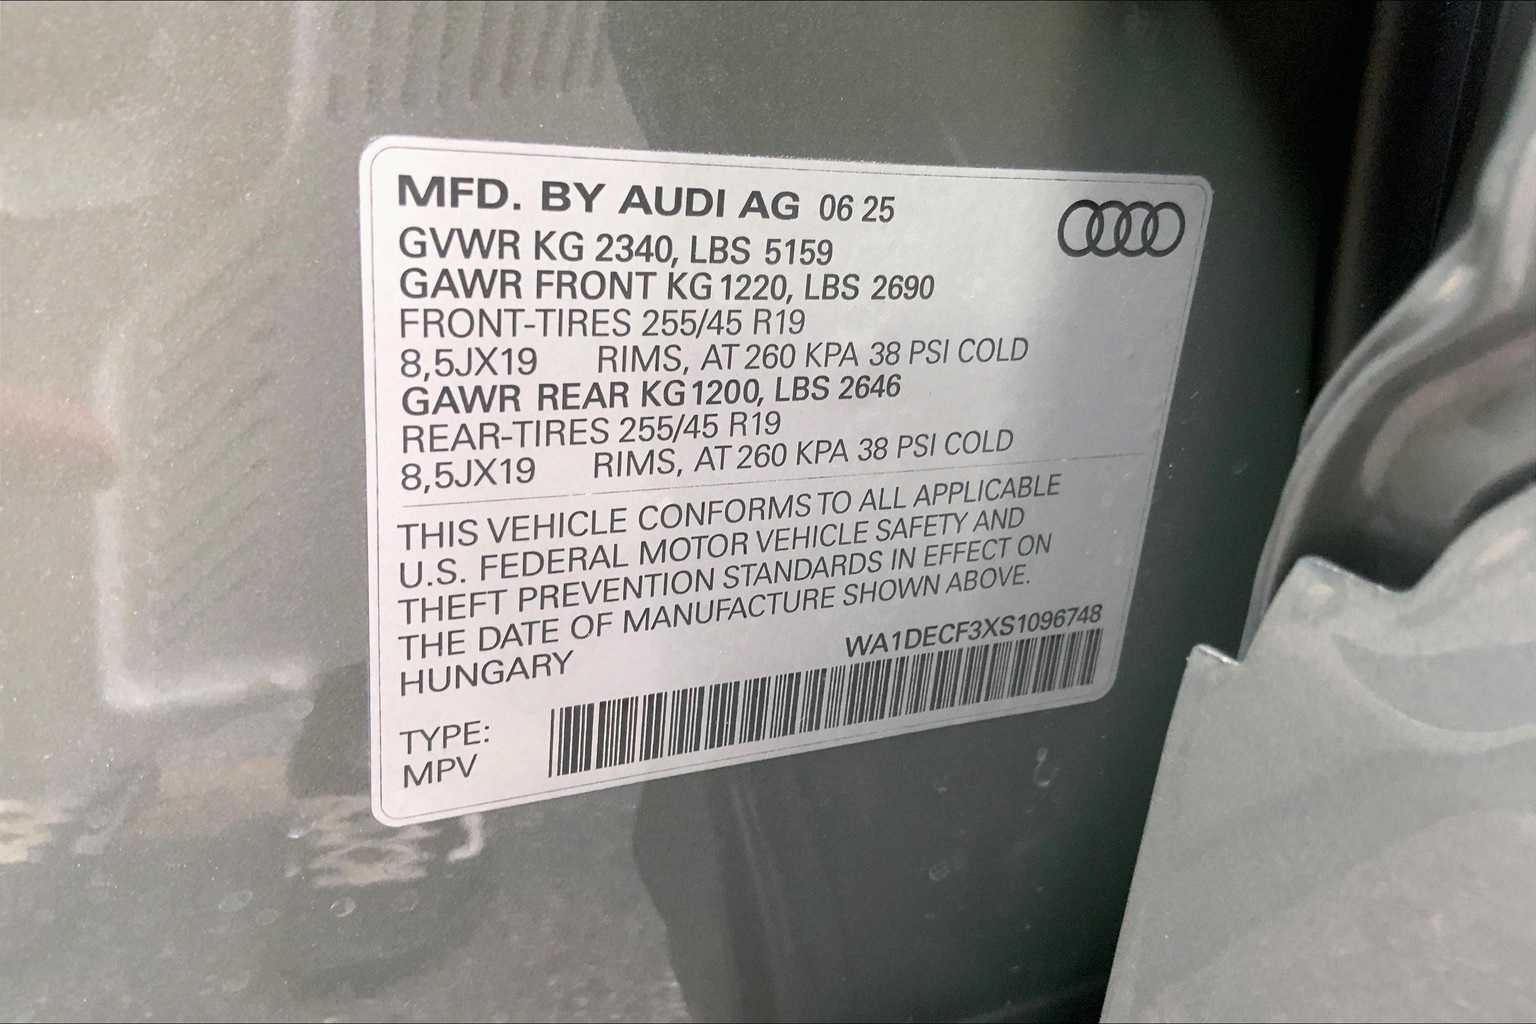 MFD. BY AUDI AG 06 25
GVWR KG 2340, LBS 5159
GAWR FRONT KG 1220, LBS 2690
FRONT-TIRES 255/45 R19
8,5JX19 RIMS, AT 260 KPA 38 PSI COLD
GAWR REAR KG 1200, LBS 2646
REAR-TIRES 255/45 R19
8,5JX19 RIMS, AT 260 KPA 38 PSI COLD
THIS VEHICLE CONFORMS TO ALL APPLICABLE
U.S. FEDERAL MOTOR VEHICLE SAFETY AND
THEFT PREVENTION STANDARDS IN EFFECT ON
THE DATE OF MANUFACTURE SHOWN ABOVE.
HUNGARY WA1DECF3XS1096748
TYPE:
MPV